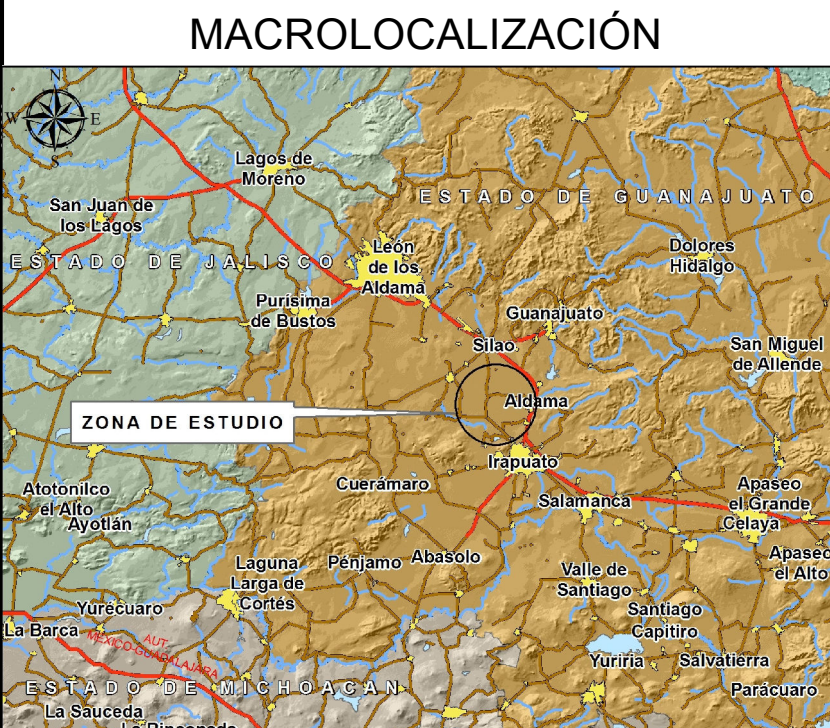 MACROLOCALIZACIÓN
N
W
E
S
Lagos de
Moreno
ESTADO DE GUANAJUATO
San Juan de
los Lagos
León
de los
Aldama
Dolores
Hidalgo
ESTADO DE JALISCO
Purísima
de Bustos
Guanajuato
Silao
San Miguel
de Allende
Aldama
ZONA DE ESTUDIO
Irapuato
Cuerámaro
Atotonilco
el Alto
Ayotlán
Salamanca
Apaseo
el Grande
Celaya
Laguna
Larga de
Cortés
Pénjamo
Abasolo
Valle de
Santiago
Apaseo
el Alto
Yurécuaro
La Barca
AUT.
MEXICO-GUADALAJARA
Santiago
Capitiro
Yuriria
Salvatierra
ESTADO DE MICHOACAN
Parácuaro
La Sauceda
La Rinconada